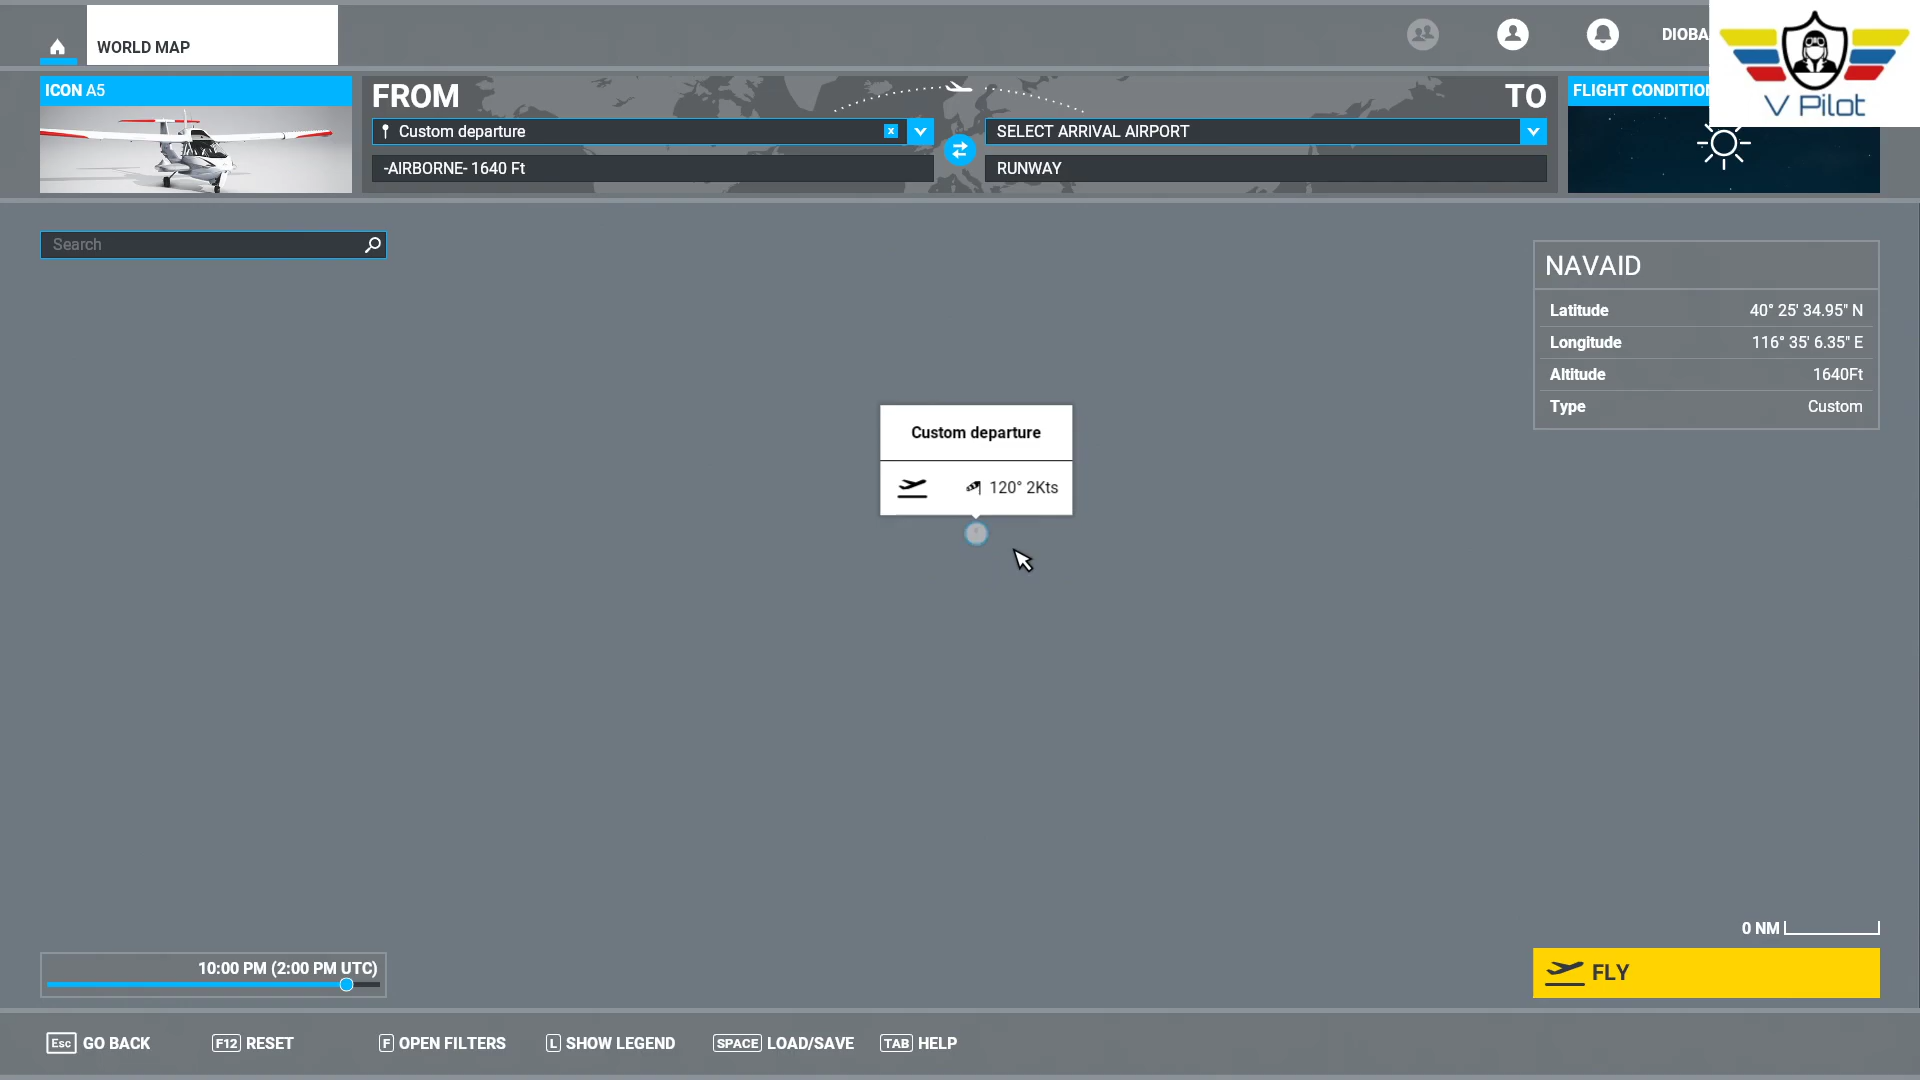 WORLD MAP
DIOBA
V Pilot
ICON A5
FROM
TO
FLIGHT CONDITION
Custom departure
x
SELECT ARRIVAL AIRPORT
-AIRBORNE- 1640 Ft
RUNWAY
Search
NAVAID
Latitude 40° 25' 34.95" N
Longitude 116° 35' 6.35" E
Altitude 1640Ft
Type Custom
Custom departure
120° 2Kts
0 NM
10:00 PM (2:00 PM UTC)
FLY
Esc GO BACK
F12 RESET
F OPEN FILTERS
L SHOW LEGEND
SPACE LOAD/SAVE
TAB HELP